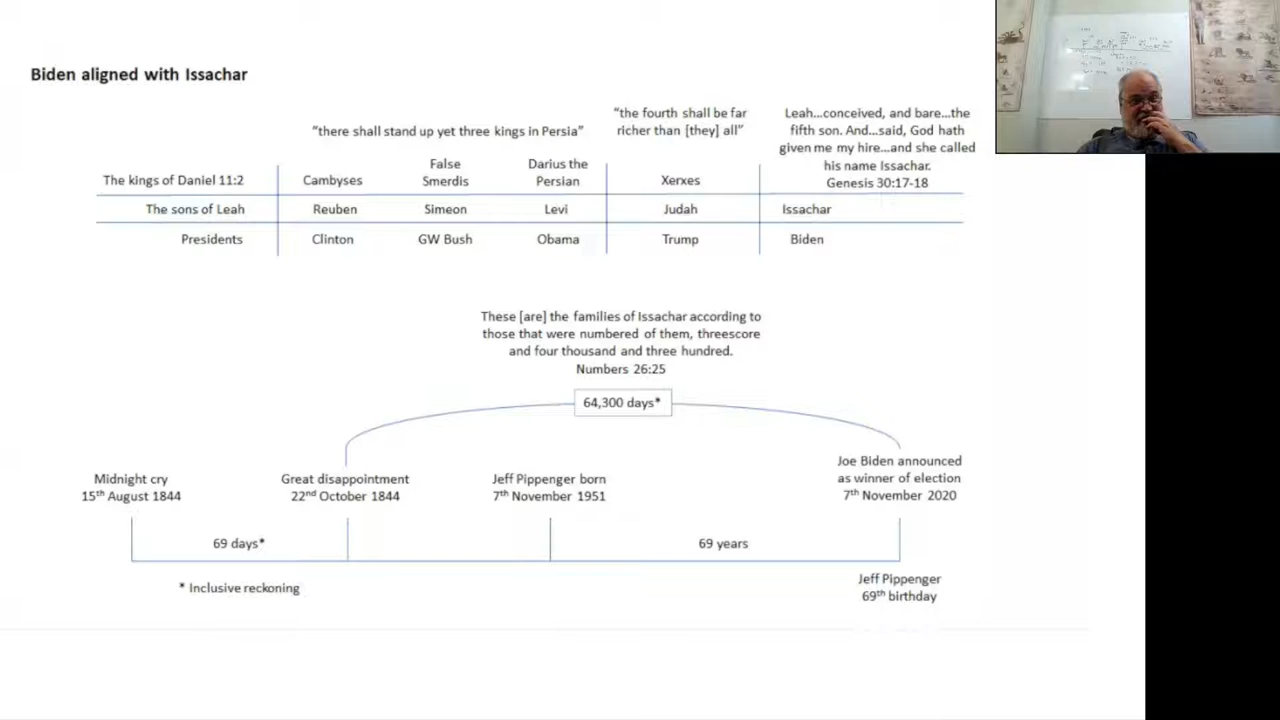 Biden aligned with Issachar
"there shall stand up yet three kings in Persia"
"the fourth shall be far
richer than [they] all"
Leah...conceived, and bare...the
fifth son. And...said, God hath
given me my hire...and she called
his name Issachar.
Genesis 30:17-18
The kings of Daniel 11:2
Cambyses
False
Smerdis
Darius the
Persian
Xerxes
The sons of Leah
Reuben
Simeon
Levi
Judah
Issachar
Presidents
Clinton
GW Bush
Obama
Trump
Biden
These [are] the families of Issachar according to
those that were numbered of them, threescore
and four thousand and three hundred.
Numbers 26:25
64,300 days*
Midnight cry
15th August 1844
Great disappointment
22nd October 1844
Jeff Pippenger born
7th November 1951
Joe Biden announced
as winner of election
7th November 2020
69 days*
69 years
* Inclusive reckoning
Jeff Pippenger
69th birthday